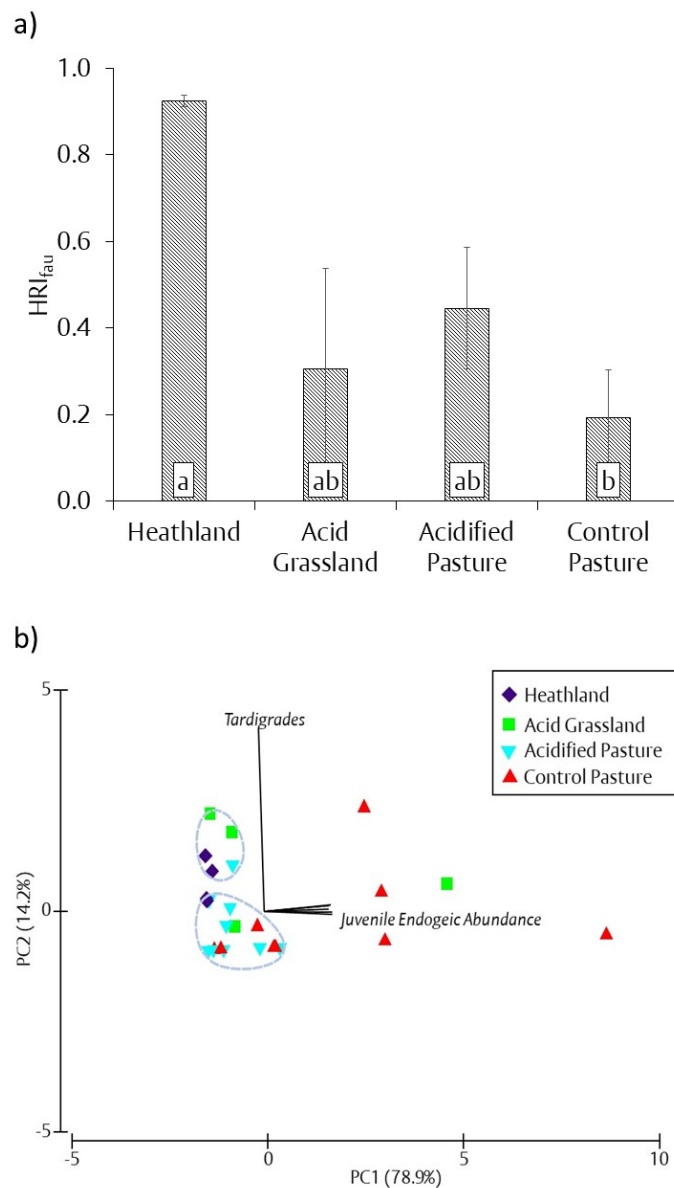 a)
1.0
0.8
0.6
0.4
0.2
0.0
HRIfau
a
ab
ab
b
Heathland
Acid
Grassland
Acidified
Pasture
Control
Pasture
b)
5
0
-5
PC2 (14.2%)
Tardigrades
Juvenile Endogeic Abundance
Heathland
Acid Grassland
Acidified Pasture
Control Pasture
-5
0
5
10
PC1 (78.9%)